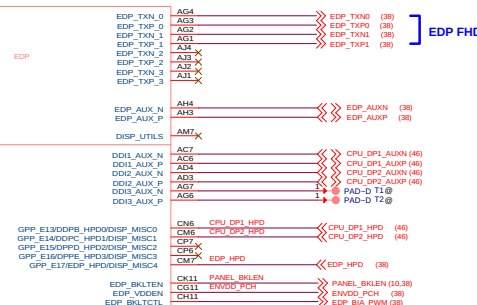 EDP_TXN_0 AG4 EDP_TXN0 (38)
EDP_TXP_0 AG3 EDP_TXP0 (38)
EDP_TXN_1 AG2 EDP_TXN1 (38)
EDP_TXP_1 AG1 EDP_TXP1 (38)
EDP FHD
EDP_TXN_2 AJ4
EDP
EDP_TXP_2 AJ3
EDP_TXN_3 AJ2
EDP_TXP_3 AJ1
EDP_AUX_N AH4 EDP_AUXN (38)
EDP_AUX_P AH3 EDP_AUXP (38)
DISP_UTILS AM7
DDI1_AUX_N AC7 CPU_DP1_AUXN (46)
DDI1_AUX_P AC6 CPU_DP1_AUXP (46)
DDI2_AUX_N AD4 CPU_DP2_AUXN (46)
DDI2_AUX_P AD3 CPU_DP2_AUXP (46)
DDI3_AUX_N AG7 1 PAD~D T1@
DDI3_AUX_P AG6 1 PAD~D T2@
GPP_E13/DDPB_HPD0/DISP_MISC0 CN6 CPU_DP1_HPD CPU_DP1_HPD (46)
GPP_E14/DDPC_HPD1/DISP_MISC1 CM6 CPU_DP2_HPD CPU_DP2_HPD (46)
GPP_E15/DPPD_HPD2/DISP_MISC2 CP7
GPP_E16/DPPE_HPD3/DISP_MISC3 CP6
GPP_E17/EDP_HPD/DISP_MISC4 CM7 EDP_HPD EDP_HPD (38)
EDP_BKLTEN CK11 PANEL_BKLEN PANEL_BKLEN (10,38)
EDP_VDDEN CG11 ENVDD_PCH ENVDD_PCH (38)
EDP_BKLTCTL CH11 EDP_BIA_PWM (38)